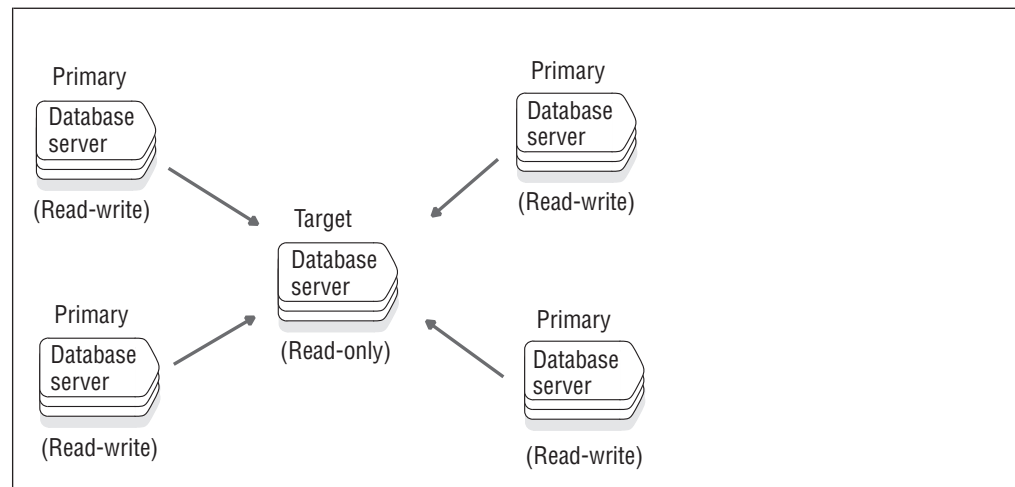 Primary
Database
server
(Read-write)
Primary
Database
server
(Read-write)
Target
Database
server
(Read-only)
Primary
Database
server
(Read-write)
Primary
Database
server
(Read-write)